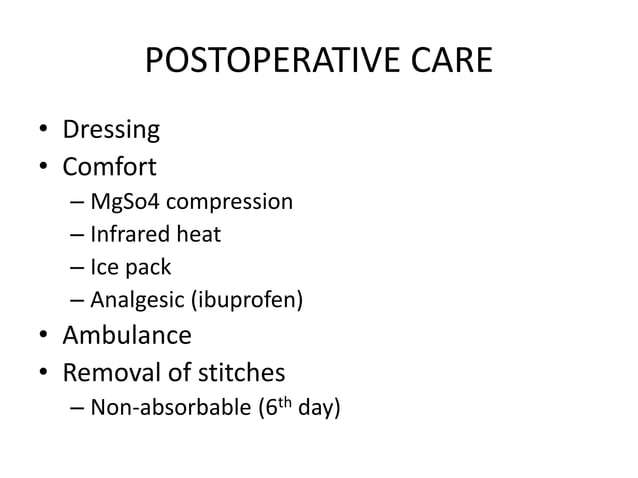 POSTOPERATIVE CARE
• Dressing
• Comfort
– MgSo4 compression
– Infrared heat
– Ice pack
– Analgesic (ibuprofen)
• Ambulance
• Removal of stitches
– Non-absorbable (6th day)